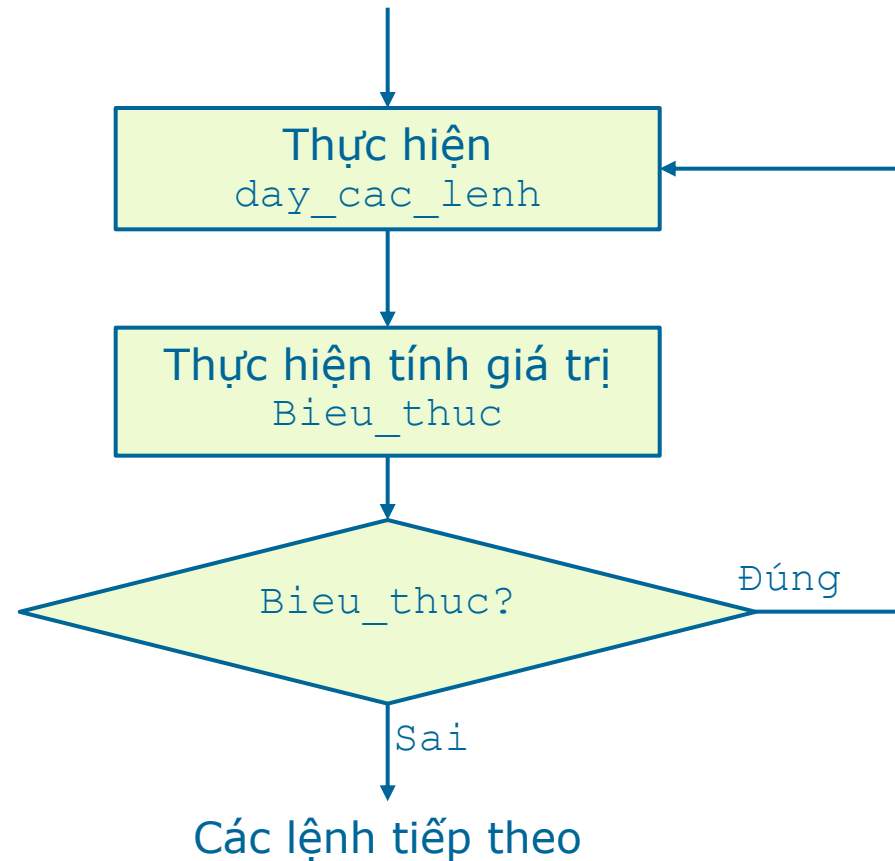 Thực hiện
day_cac_lenh
Thực hiện tính giá trị
Bieu_thuc
Bieu_thuc?
Đúng
Sai
Các lệnh tiếp theo